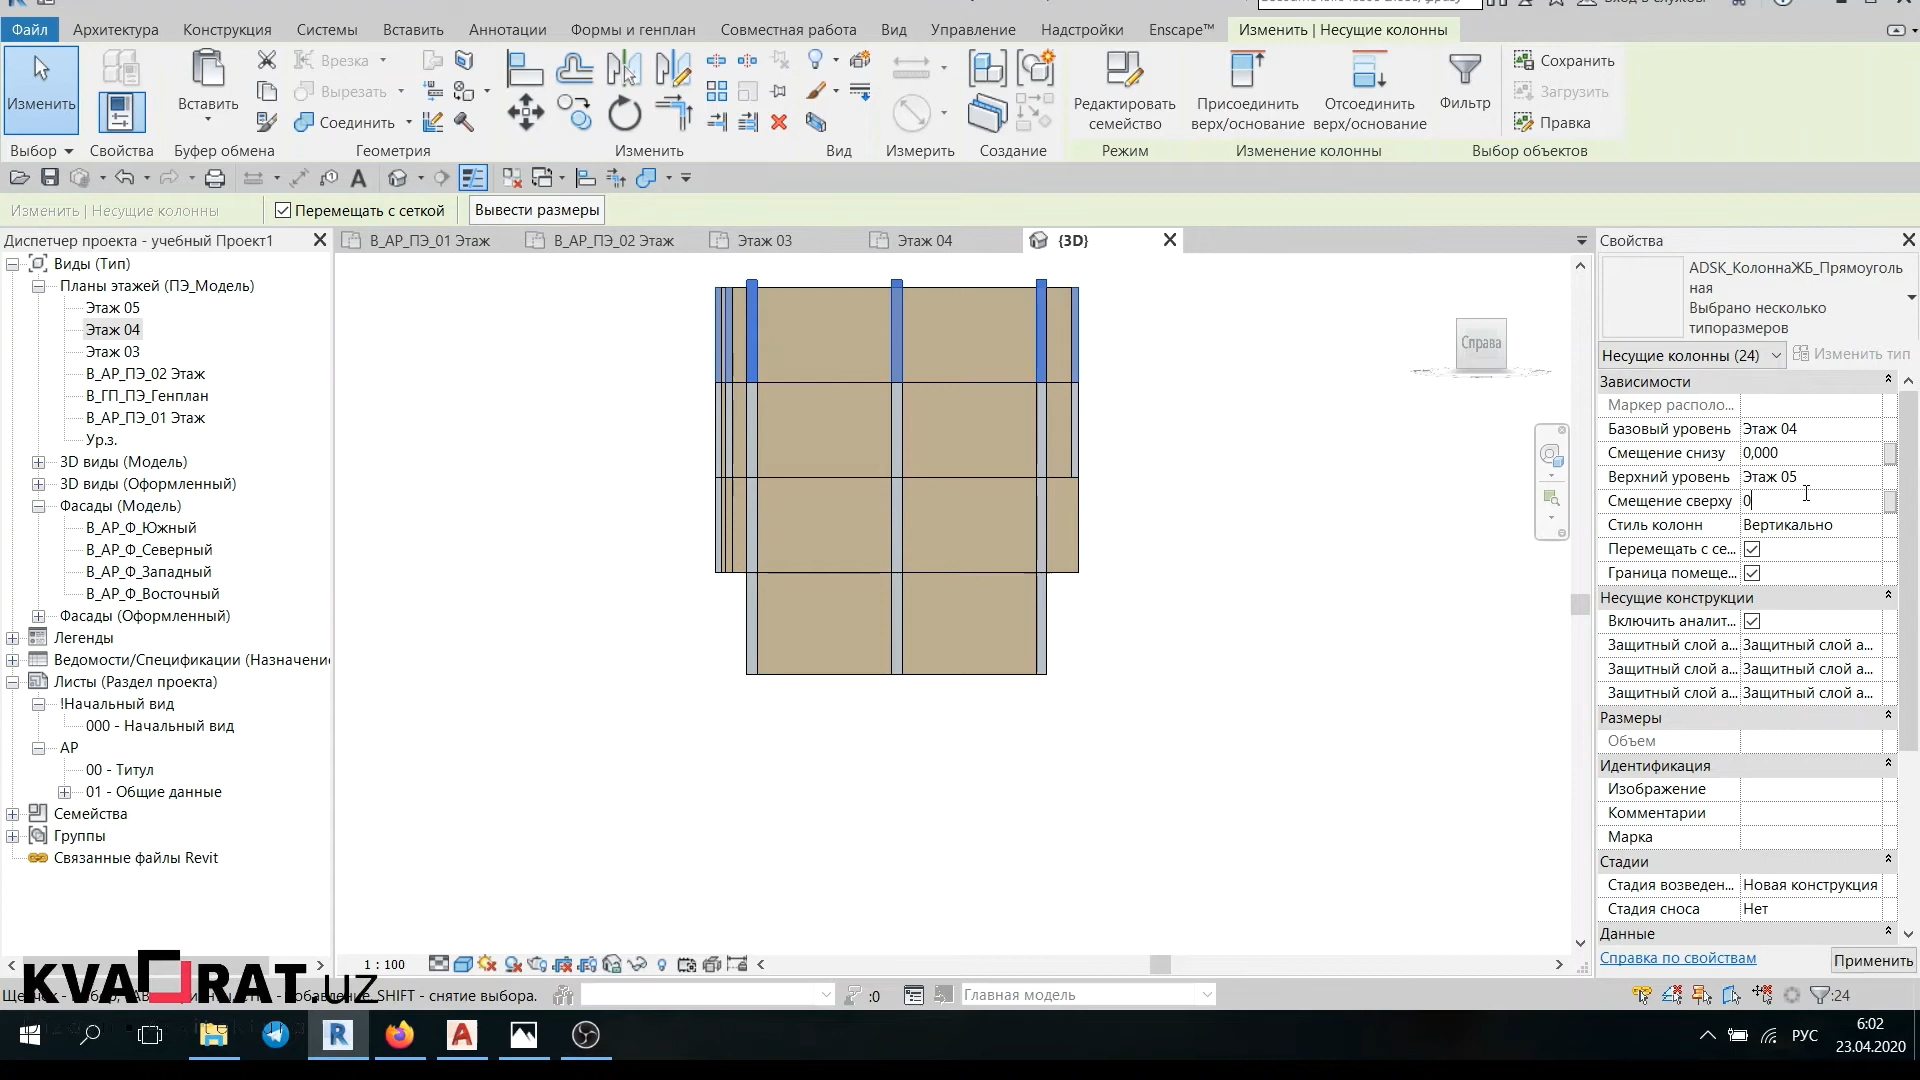 Файл
Архитектура
Конструкция
Системы
Вставить
Аннотации
Формы и генплан
Совместная работа
Вид
Управление
Надстройки
Enscape™
Изменить | Несущие колонны
Изменить
Вставить
Врезка
Вырезать
Соединить
Редактировать
семейство
Присоединить
верх/основание
Отсоединить
верх/основание
Фильтр
Сохранить
Загрузить
Правка
Выбор
Свойства
Буфер обмена
Геометрия
Изменить
Вид
Измерить
Создание
Режим
Изменение колонны
Выбор объектов
Изменить | Несущие колонны
Перемещать с сеткой
Вывести размеры
Диспетчер проекта - учебный Проект1
В_АР_ПЭ_01 Этаж
В_АР_ПЭ_02 Этаж
Этаж 03
Этаж 04
{3D}
Виды (Тип)
Планы этажей (ПЭ_Модель)
Этаж 05
Этаж 04
Этаж 03
В_АР_ПЭ_02 Этаж
В_ГП_ПЭ_Генплан
В_АР_ПЭ_01 Этаж
Ур.з.
3D виды (Модель)
3D виды (Оформленный)
Фасады (Модель)
В_АР_Ф_Южный
В_АР_Ф_Северный
В_АР_Ф_Западный
В_АР_Ф_Восточный
Фасады (Оформленный)
Легенды
Ведомости/Спецификации (Назначени
Листы (Раздел проекта)
!Начальный вид
000 - Начальный вид
АР
00 - Титул
01 - Общие данные
Семейства
Группы
Связанные файлы Revit
Справа
Свойства
ADSK_КолоннаЖБ_Прямоуголь
ная
Выбрано несколько
типоразмеров
Несущие колонны (24)
Изменить тип
Зависимости
Маркер располо...
Базовый уровень Этаж 04
Смещение снизу 0,000
Верхний уровень Этаж 05
Смещение сверху 0
Стиль колонн Вертикально
Перемещать с се...
Граница помеще...
Несущие конструкции
Включить аналит...
Защитный слой а... Защитный слой а...
Защитный слой а... Защитный слой а...
Защитный слой а... Защитный слой а...
Размеры
Объем
Идентификация
Изображение
Комментарии
Марка
Стадии
Стадия возведен... Новая конструкция
Стадия сноса Нет
Данные
Справка по свойствам
Применить
1 : 100
KVADRAT.UZ
SHIFT - снятие выбора.
:0
Главная модель
:24
РУС
6:02
23.04.2020